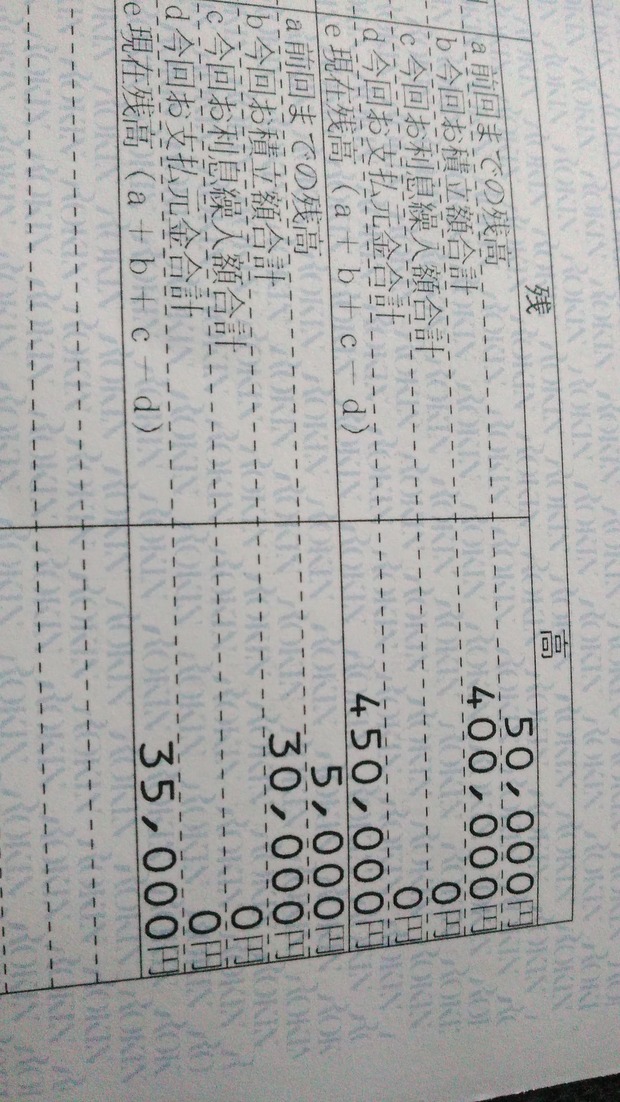 残高
a 前回までの残高 50,000円
b 今回お積立額合計 400,000円
c 今回お利息繰入額合計 0円
d 今回お支払元金合計 0円
e 現在残高（a＋b＋c－d） 450,000円
a 前回までの残高 5,000円
b 今回お積立額合計 30,000円
c 今回お利息繰入額合計 0円
d 今回お支払元金合計 0円
e 現在残高（a＋b＋c－d） 35,000円